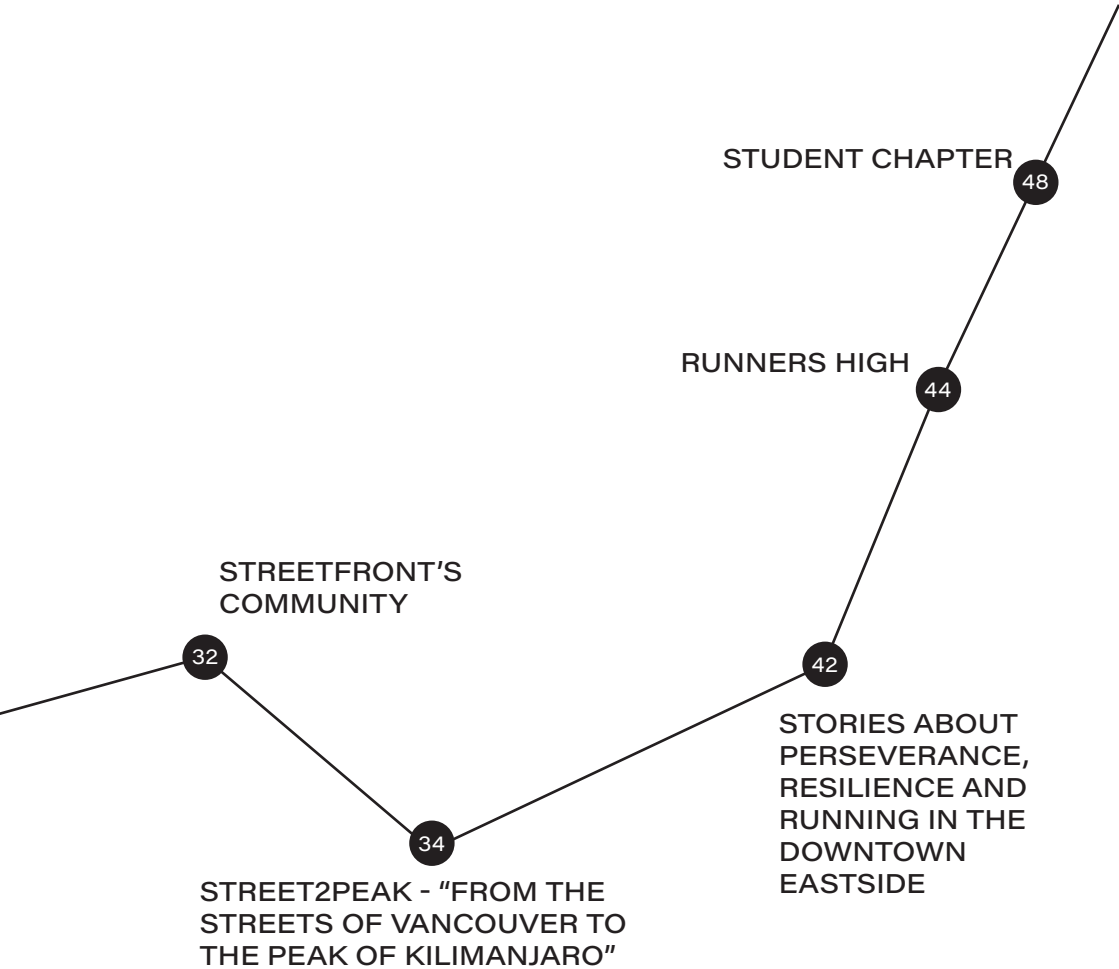 STUDENT CHAPTER
48
RUNNERS HIGH
44
STREETFRONT'S
COMMUNITY
32
42
STORIES ABOUT
PERSEVERANCE,
RESILIENCE AND
RUNNING IN THE
DOWNTOWN
EASTSIDE
34
STREET2PEAK - “FROM THE
STREETS OF VANCOUVER TO
THE PEAK OF KILIMANJARO”